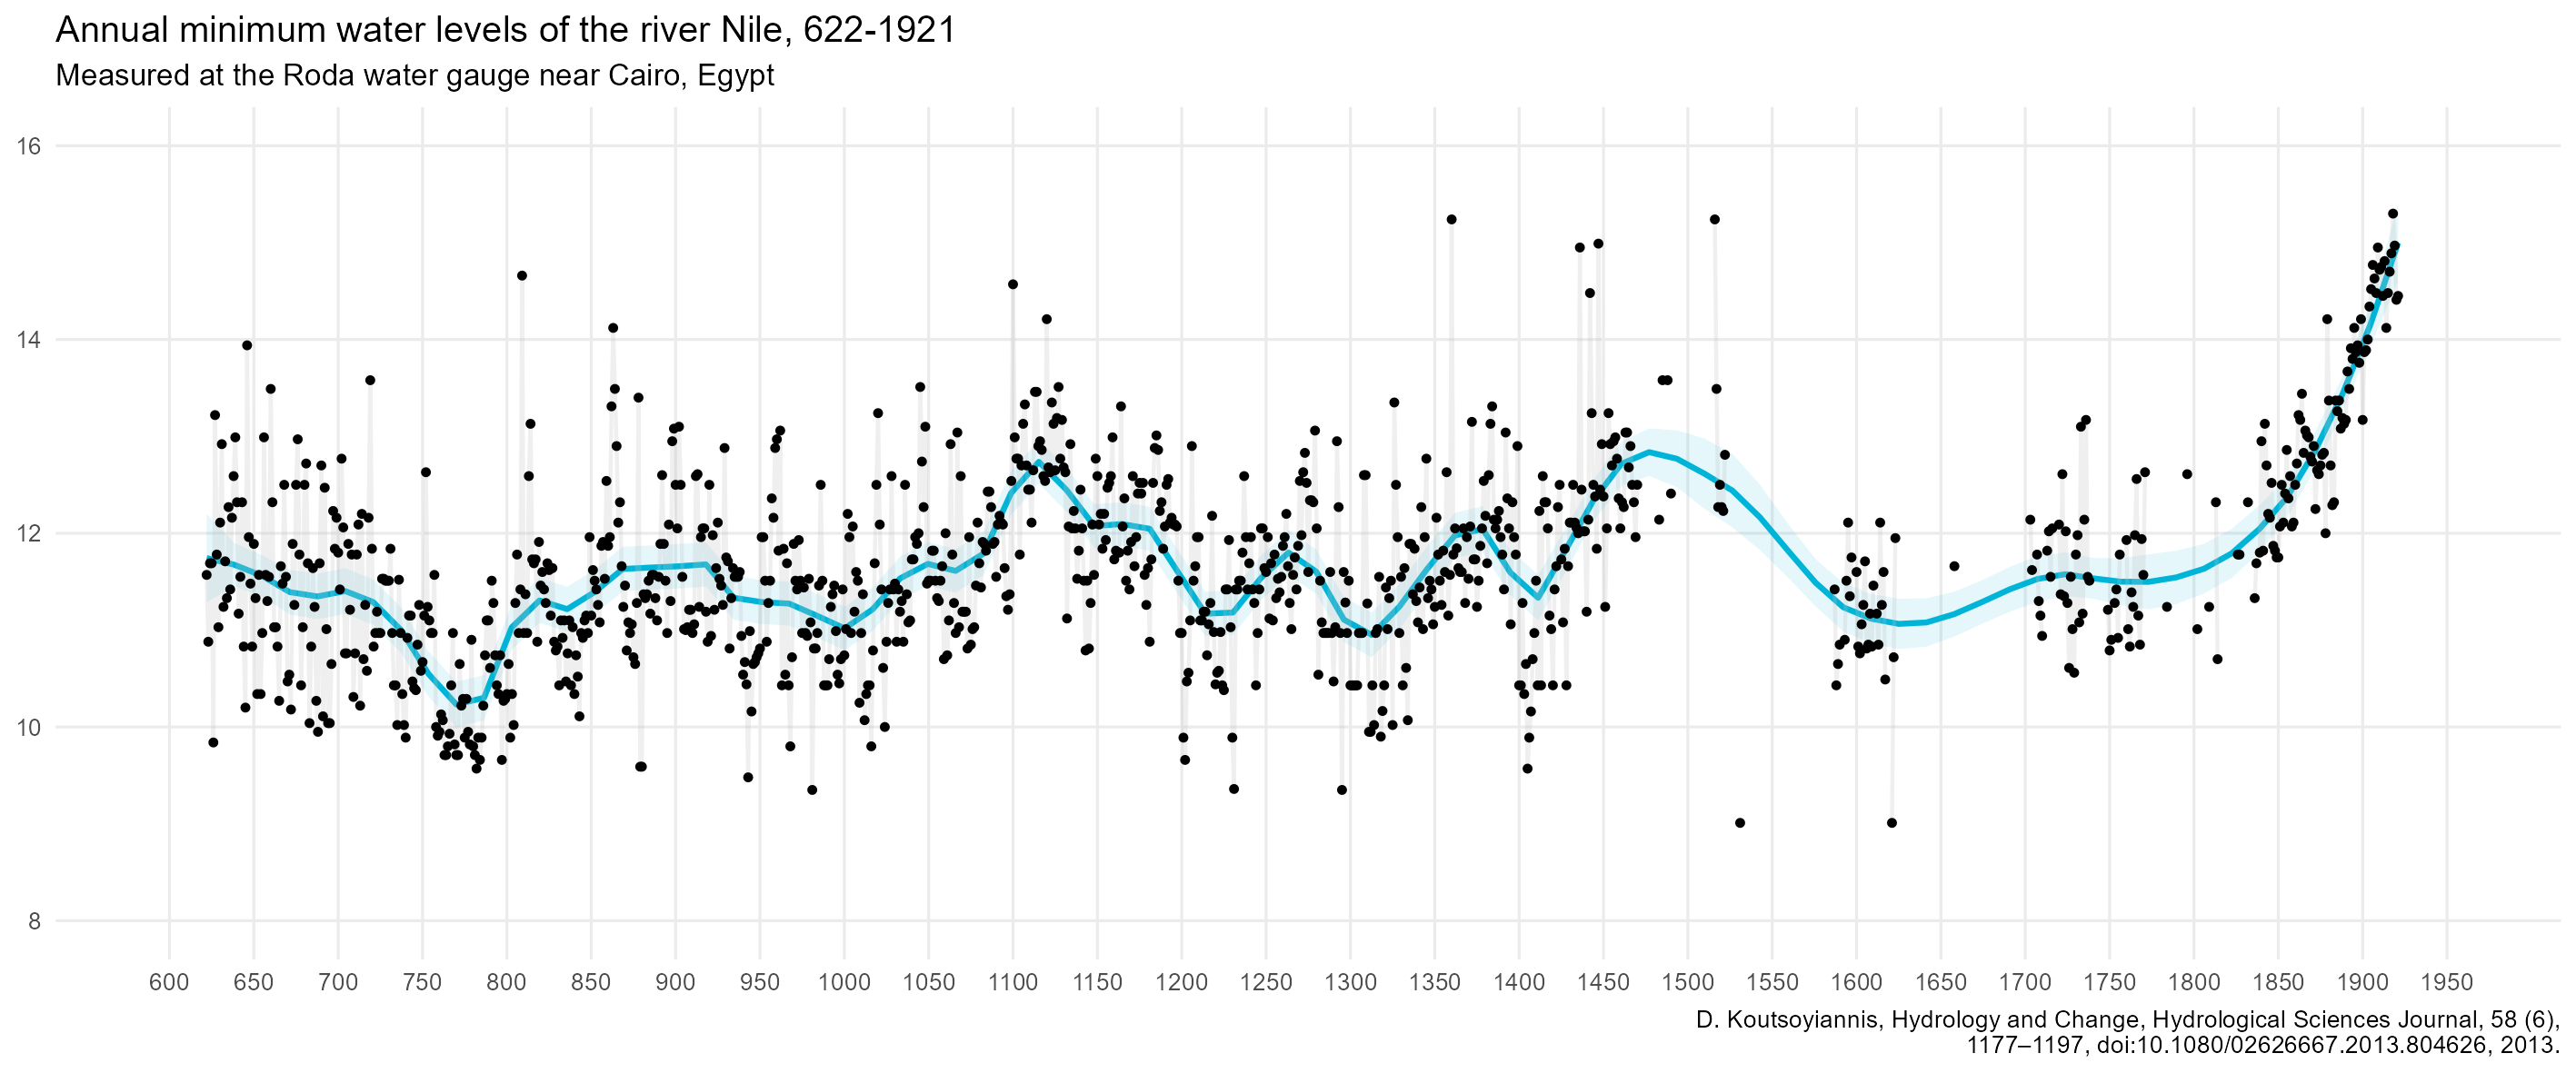 Annual minimum water levels of the river Nile, 622-1921
Measured at the Roda water gauge near Cairo, Egypt
16
14
12
10
8
600 650 700 750 800 850 900 950 1000 1050 1100 1150 1200 1250 1300 1350 1400 1450 1500 1550 1600 1650 1700 1750 1800 1850 1900 1950
D. Koutsoyiannis, Hydrology and Change, Hydrological Sciences Journal, 58 (6),
1177–1197, doi:10.1080/02626667.2013.804626, 2013.